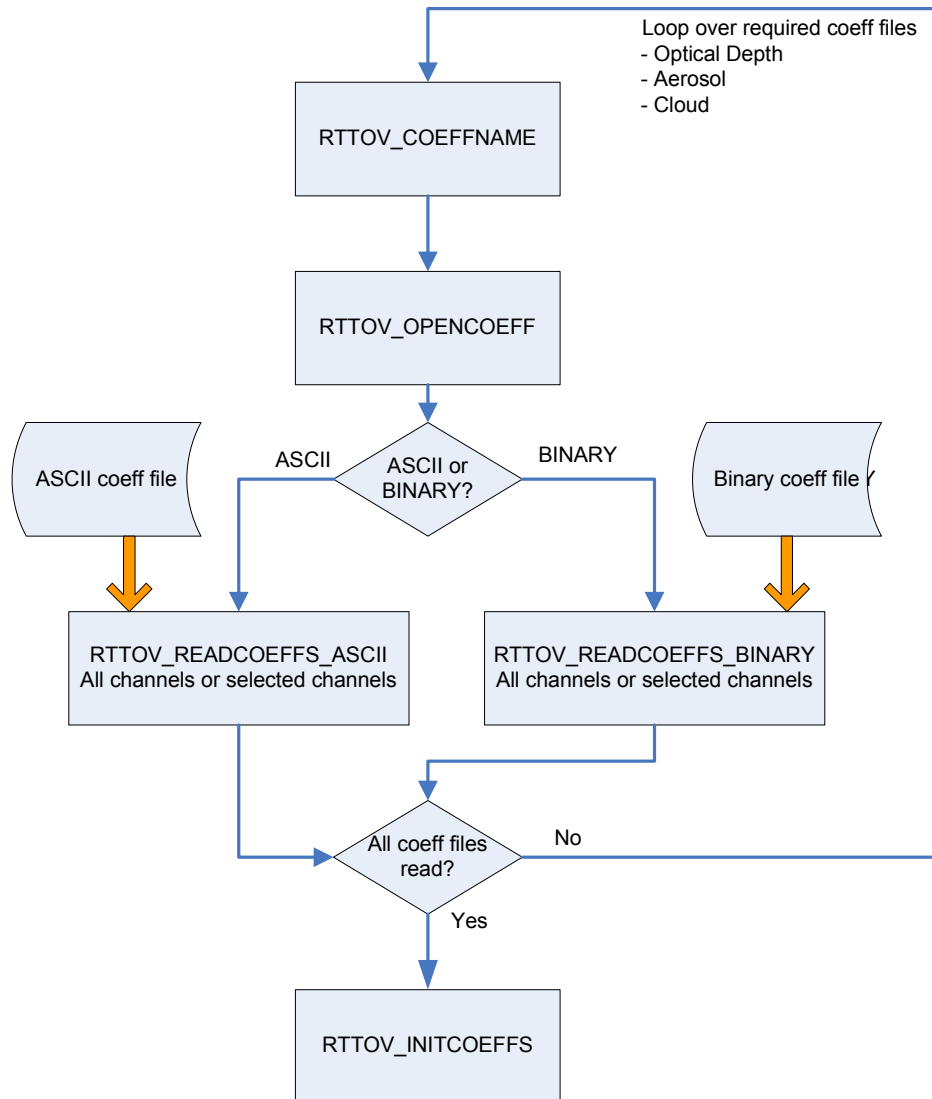 Loop over required coeff files
- Optical Depth
- Aerosol
- Cloud
RTTOV_COEFFNAME
RTTOV_OPENCOEFF
ASCII
ASCII or
BINARY?
BINARY
ASCII coeff file
Binary coeff file Y
RTTOV_READCOEFFS_ASCII
All channels or selected channels
RTTOV_READCOEFFS_BINARY
All channels or selected channels
All coeff files
read?
No
Yes
RTTOV_INITCOEFFS